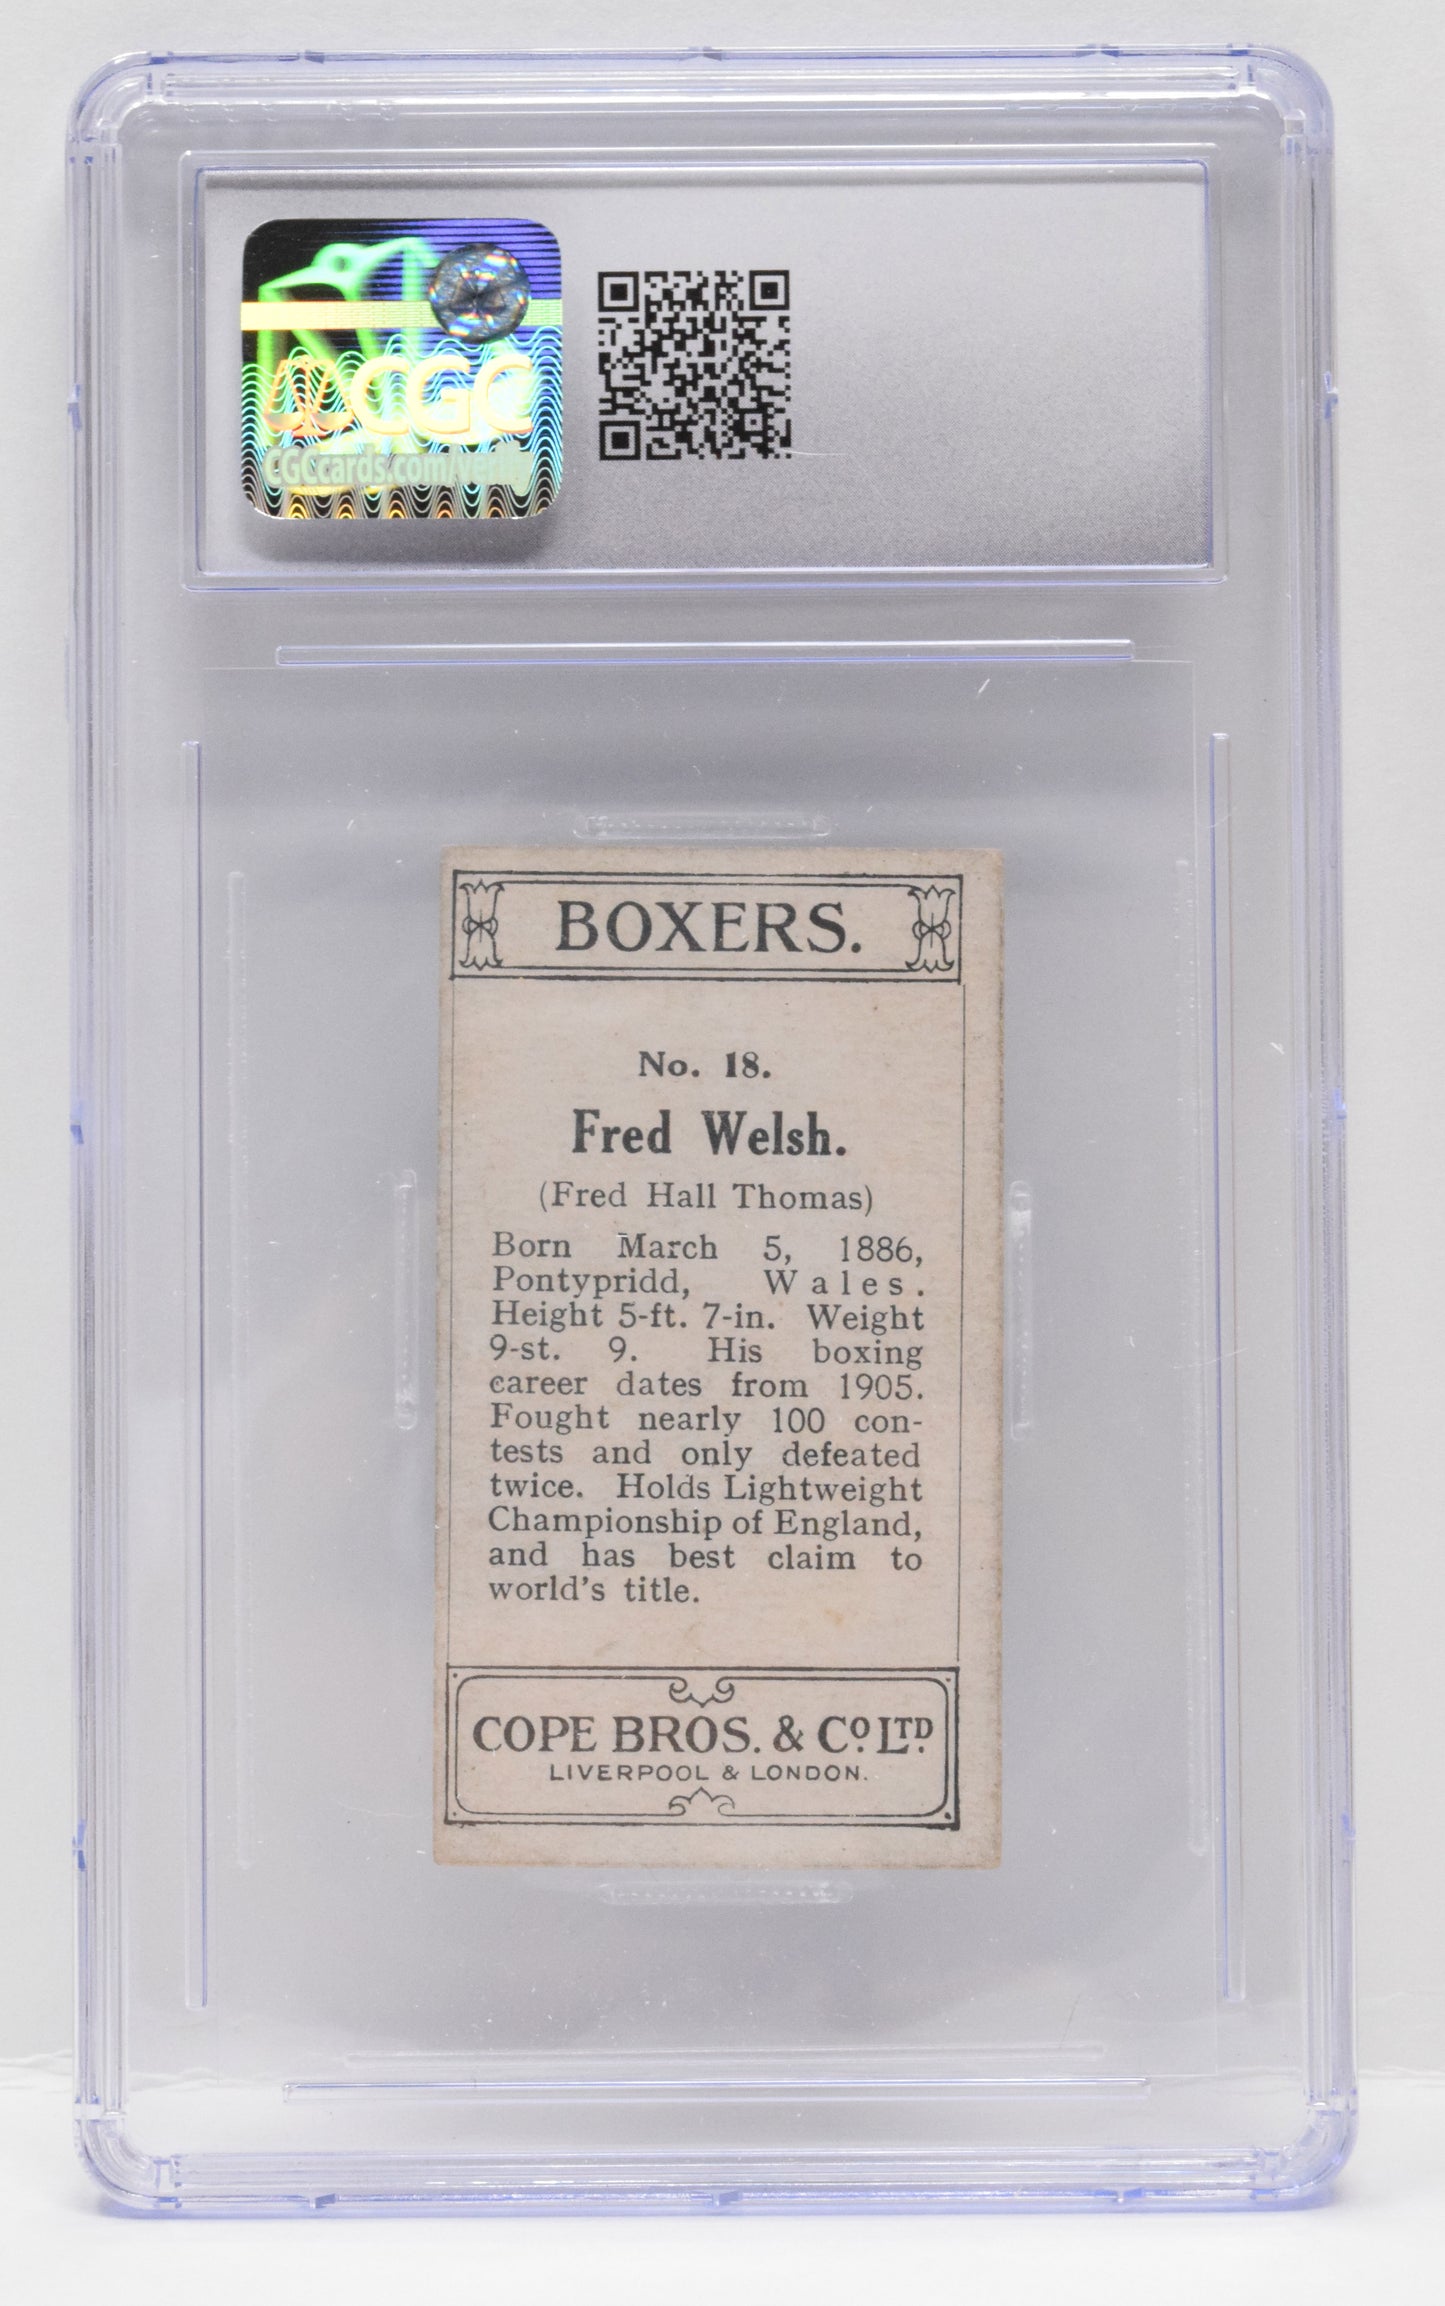 CGC
CGCcards.com/verify
BOXERS.
No. 18.
Fred Welsh.
(Fred Hall Thomas)
Born March 5, 1886,
Pontypridd, Wales.
Height 5-ft. 7-in. Weight
9-st. 9. His boxing
career dates from 1905.
Fought nearly 100 con-
tests and only defeated
twice. Holds Lightweight
Championship of England,
and has best claim to
world's title.
COPE BROS. & Co. LTD.
LIVERPOOL & LONDON.